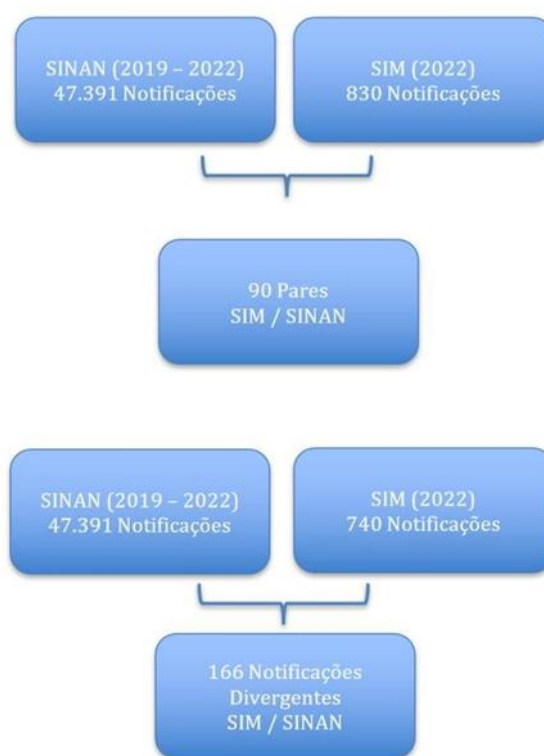 SINAN (2019 – 2022)
47.391 Notificações
SIM (2022)
830 Notificações
90 Pares
SIM / SINAN
SINAN (2019 – 2022)
47.391 Notificações
SIM (2022)
740 Notificações
166 Notificações
Divergentes
SIM / SINAN